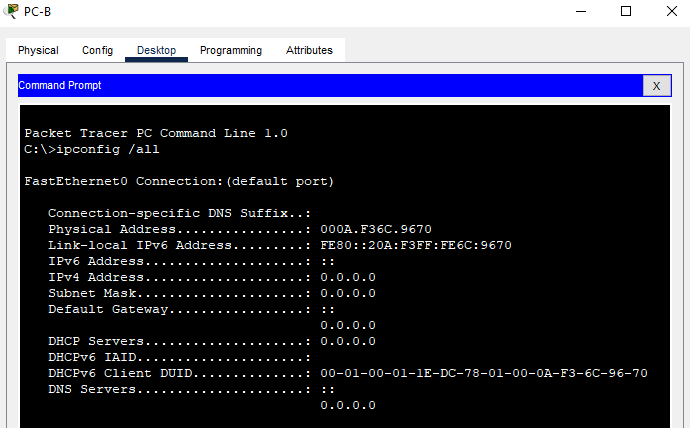 PC-B
Physical Config Desktop Programming Attributes
Command Prompt X
Packet Tracer PC Command Line 1.0
C:\>ipconfig /all
FastEthernet0 Connection:(default port)
Connection-specific DNS Suffix..:
Physical Address................: 000A.F36C.9670
Link-local IPv6 Address.........: FE80::20A:F3FF:FE6C:9670
IPv6 Address....................: ::
IPv4 Address....................: 0.0.0.0
Subnet Mask.....................: 0.0.0.0
Default Gateway.................: ::
0.0.0.0
DHCP Servers....................: 0.0.0.0
DHCPv6 IAID.....................:
DHCPv6 Client DUID..............: 00-01-00-01-1E-DC-78-01-00-0A-F3-6C-96-70
DNS Servers.....................: ::
0.0.0.0